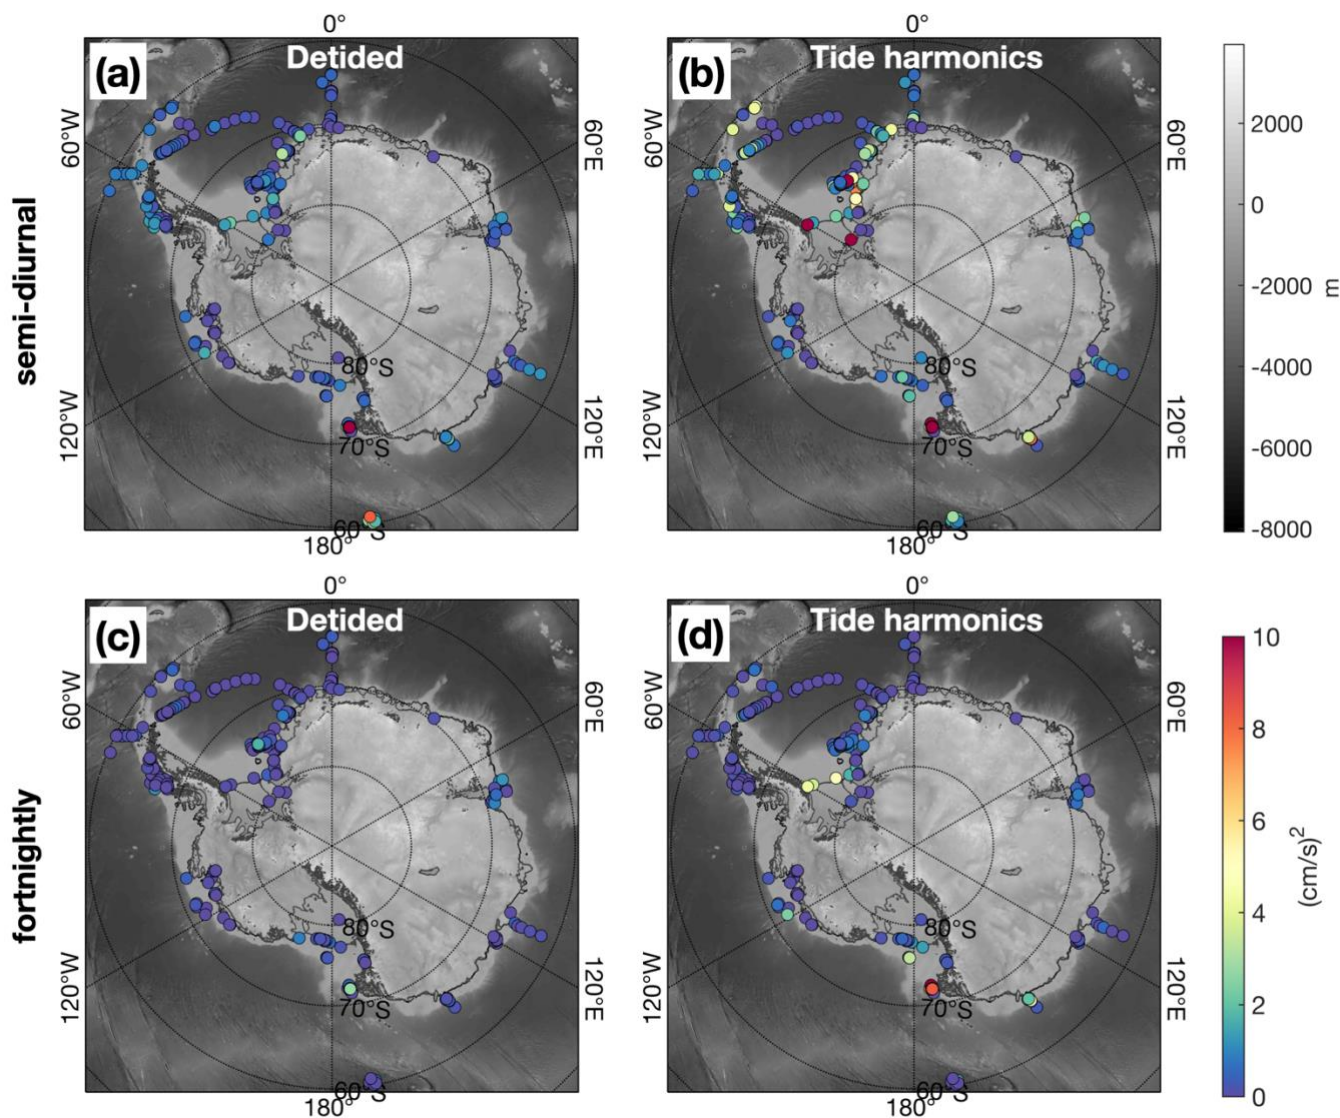 0°
0°
(a)
Detided
(b)
Tide harmonics
60°W
60°E
60°W
60°E
2000
0
-2000
-4000
-6000
-8000
m
semi-diurnal
80°S
80°S
120°W
120°E
120°W
120°E
70°S
70°S
60°S
60°S
180°
180°
0°
0°
(c)
Detided
(d)
Tide harmonics
60°W
60°E
60°W
60°E
10
8
6
4
2
0
(cm/s)²
fortnightly
80°S
80°S
120°W
120°E
120°W
120°E
70°S
70°S
60°S
60°S
180°
180°